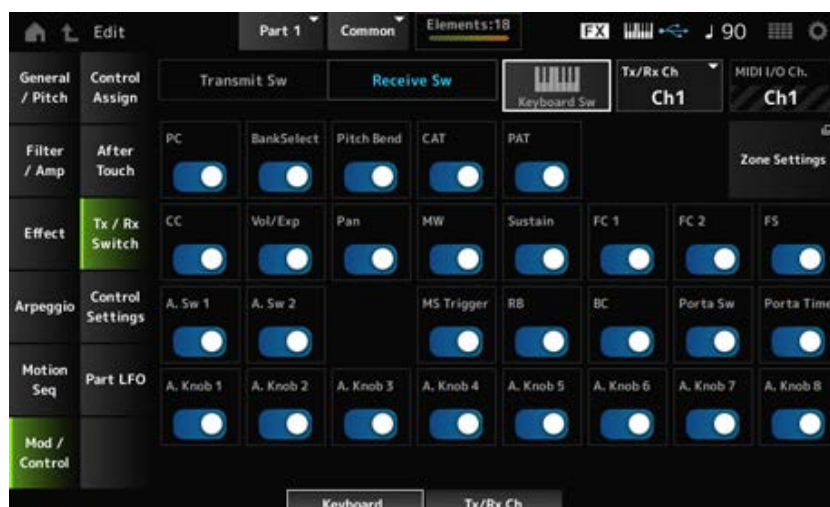 Edit
Part 1
Common
Elements:18
FX
90
General / Pitch
Control Assign
Transmit Sw
Receive Sw
Keyboard Sw
Tx/Rx Ch
Ch1
MIDI I/O Ch.
Ch1
Filter / Amp
After Touch
PC
BankSelect
Pitch Bend
CAT
PAT
Zone Settings
Effect
Tx / Rx Switch
CC
Vol/Exp
Pan
MW
Sustain
FC 1
FC 2
FS
Arpeggio
Control Settings
A. Sw 1
A. Sw 2
MS Trigger
RB
BC
Porta Sw
Porta Time
Motion Seq
Part LFO
A. Knob 1
A. Knob 2
A. Knob 3
A. Knob 4
A. Knob 5
A. Knob 6
A. Knob 7
A. Knob 8
Mod / Control
Keyboard
Tx/Rx Ch